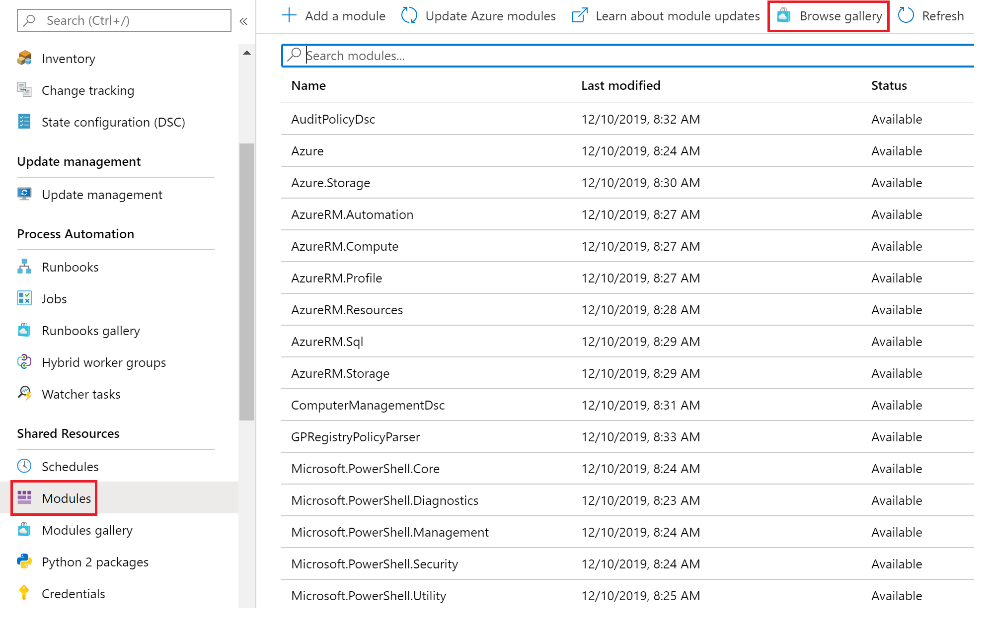 Search (Ctrl+/)
«
Inventory
Change tracking
State configuration (DSC)
Update management
Update management
Process Automation
Runbooks
Jobs
Runbooks gallery
Hybrid worker groups
Watcher tasks
Shared Resources
Schedules
Modules
Modules gallery
Python 2 packages
Credentials
Add a module Update Azure modules Learn about module updates Browse gallery Refresh
Search modules...
Name Last modified Status
AuditPolicyDsc 12/10/2019, 8:32 AM Available
Azure 12/10/2019, 8:24 AM Available
Azure.Storage 12/10/2019, 8:30 AM Available
AzureRM.Automation 12/10/2019, 8:27 AM Available
AzureRM.Compute 12/10/2019, 8:27 AM Available
AzureRM.Profile 12/10/2019, 8:27 AM Available
AzureRM.Resources 12/10/2019, 8:28 AM Available
AzureRM.Sql 12/10/2019, 8:29 AM Available
AzureRM.Storage 12/10/2019, 8:29 AM Available
ComputerManagementDsc 12/10/2019, 8:31 AM Available
GPRegistryPolicyParser 12/10/2019, 8:33 AM Available
Microsoft.PowerShell.Core 12/10/2019, 8:24 AM Available
Microsoft.PowerShell.Diagnostics 12/10/2019, 8:23 AM Available
Microsoft.PowerShell.Management 12/10/2019, 8:24 AM Available
Microsoft.PowerShell.Security 12/10/2019, 8:24 AM Available
Microsoft.PowerShell.Utility 12/10/2019, 8:25 AM Available